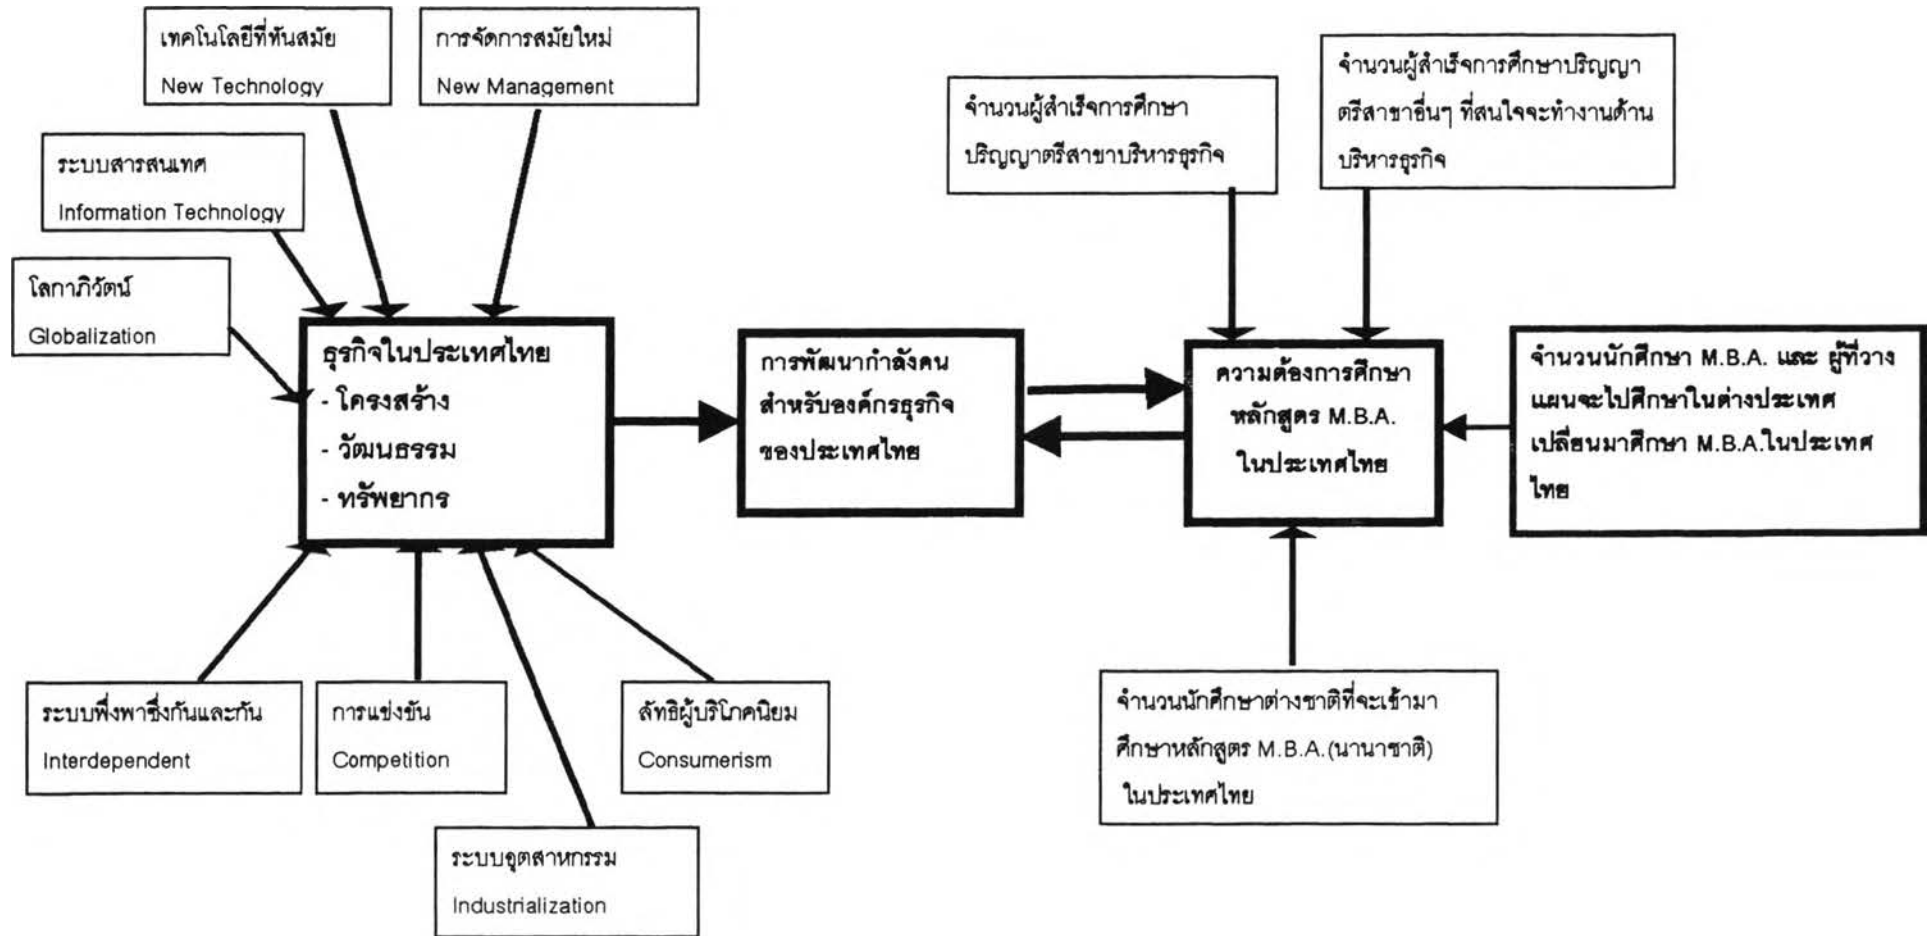 เทคโนโลยีที่ทันสมัย
New Technology
การจัดการสมัยใหม่
New Management
ระบบสารสนเทศ
Information Technology
โลกาภิวัตน์
Globalization
ธุรกิจในประเทศไทย
- โครงสร้าง
- วัฒนธรรม
- ทรัพยากร
ระบบพึ่งพาซึ่งกันและกัน
Interdependent
การแข่งขัน
Competition
ลัทธิผู้บริโภคนิยม
Consumerism
ระบบอุตสาหกรรม
Industrialization
การพัฒนากำลังคน
สำหรับองค์กรธุรกิจ
ของประเทศไทย
จำนวนผู้สำเร็จการศึกษา
ปริญญาตรีสาขาบริหารธุรกิจ
จำนวนผู้สำเร็จการศึกษาปริญญา
ตรีสาขาอื่นๆ ที่สนใจจะทำงานด้าน
บริหารธุรกิจ
ความต้องการศึกษา
หลักสูตร M.B.A.
ในประเทศไทย
จำนวนนักศึกษา M.B.A. และ ผู้ที่วาง
แผนจะไปศึกษาในต่างประเทศ
เปลี่ยนมาศึกษา M.B.A.ในประเทศ
ไทย
จำนวนนักศึกษาต่างชาติที่จะเข้ามา
ศึกษาหลักสูตร M.B.A.(นานาชาติ)
ในประเทศไทย